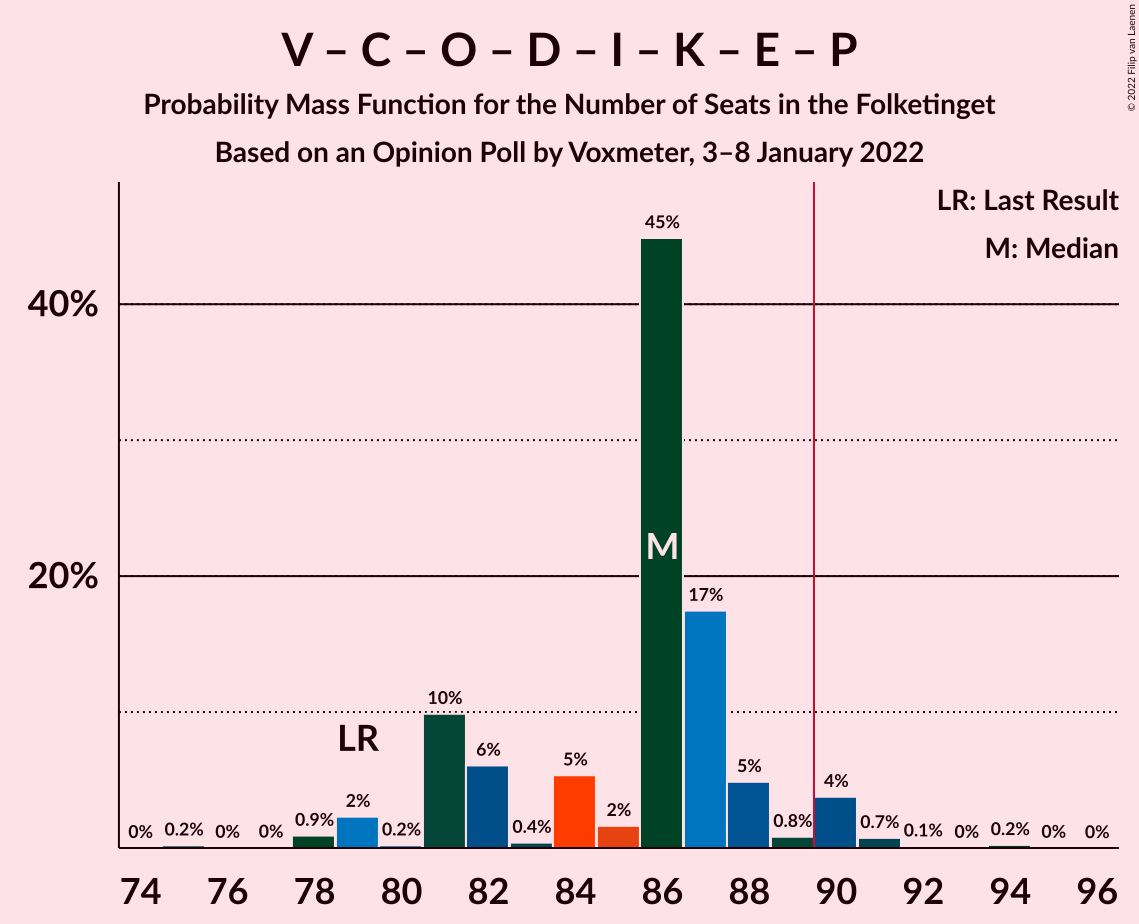 V – C – O – D – I – K – E – P
Probability Mass Function for the Number of Seats in the Folketinget
Based on an Opinion Poll by Voxmeter, 3–8 January 2022
© 2022 Filip van Laenen
LR: Last Result
M: Median
45%
40%
M
20%
17%
10%
LR
6%
5%
2%
5%
4%
0% 0.2% 0% 0% 0.9% 2% 0.2% 0.4% 0.8% 0.7% 0.1% 0% 0.2% 0% 0%
74 76 78 80 82 84 86 88 90 92 94 96